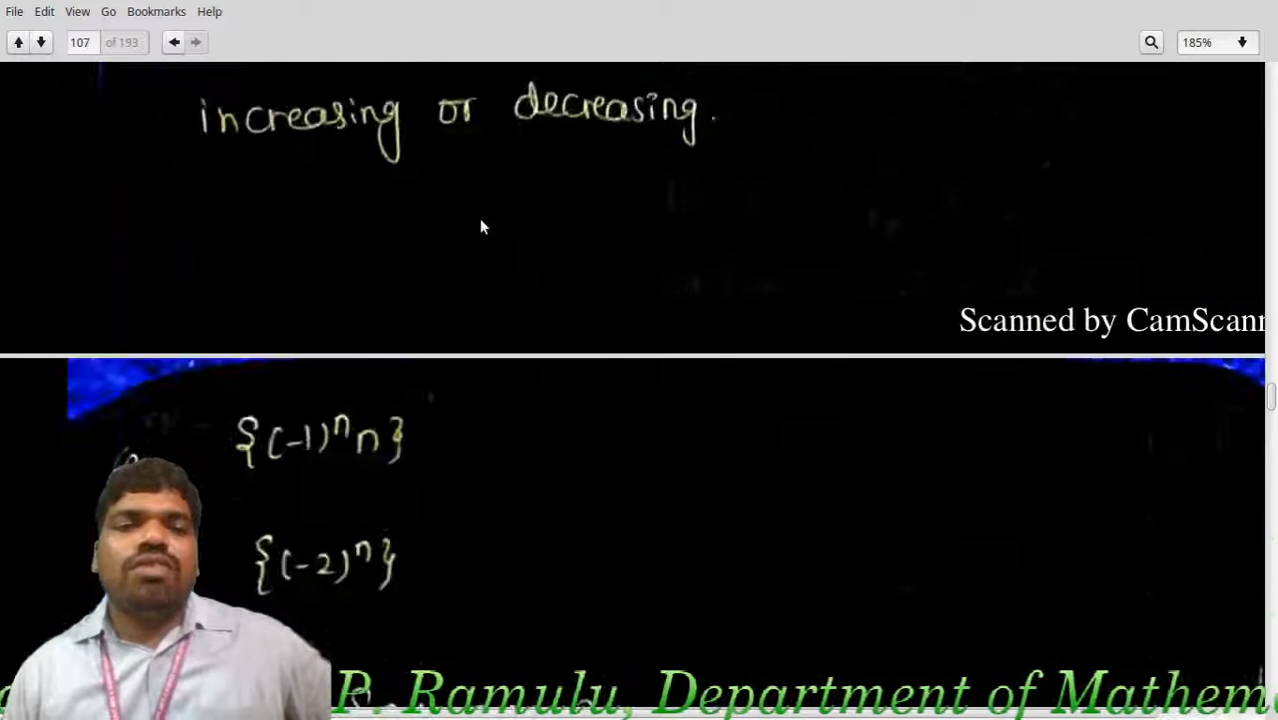 File Edit View Go Bookmarks Help
107 of 193 185%
increasing or decreasing.
Scanned by CamScann
{(-1)ⁿn}
{(-2)ⁿ}
P. Ramulu, Department of Mathem